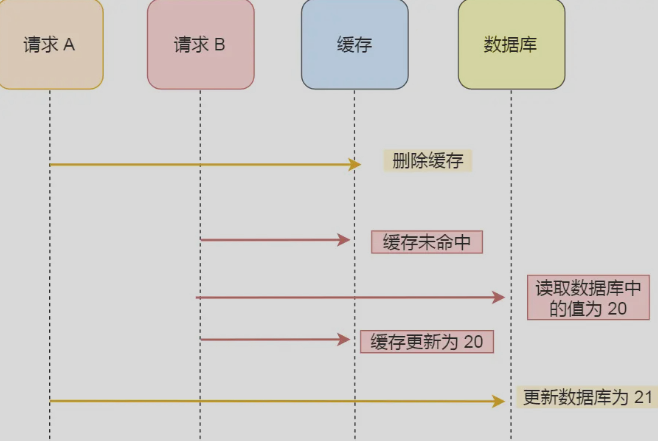 请求 A
请求 B
缓存
数据库
删除缓存
缓存未命中
读取数据库中
的值为 20
缓存更新为 20
更新数据库为 21